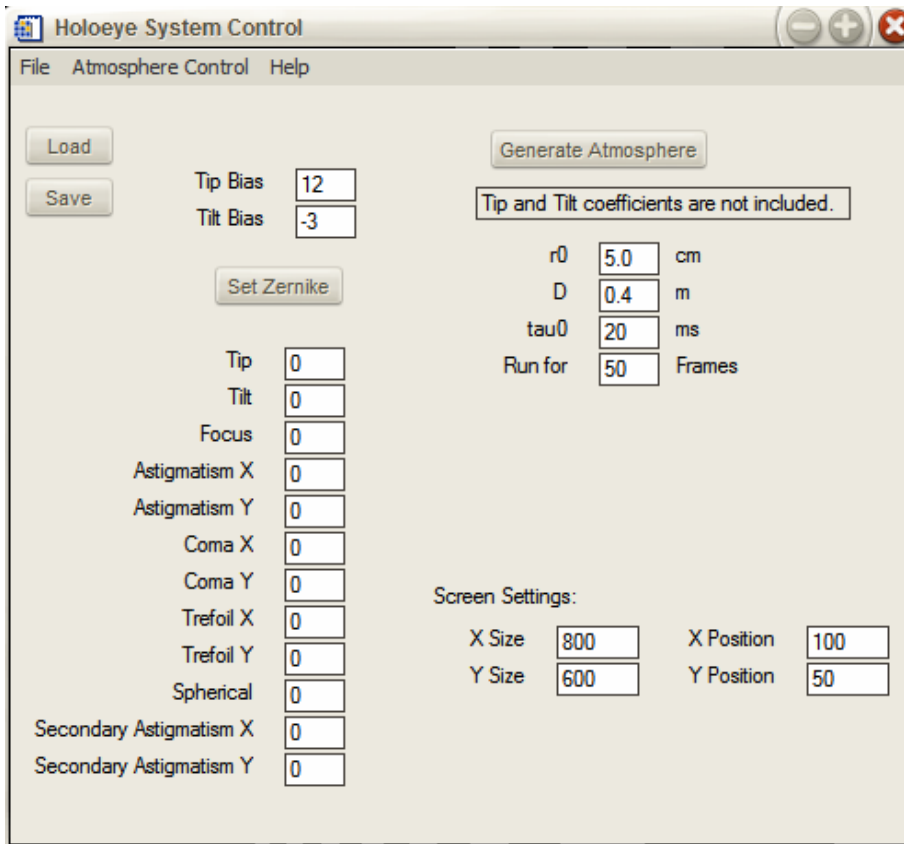 Holoeye System Control
File Atmosphere Control Help
Load
Save
Tip Bias 12
Tilt Bias -3
Set Zernike
Tip 0
Tilt 0
Focus 0
Astigmatism X 0
Astigmatism Y 0
Coma X 0
Coma Y 0
Trefoil X 0
Trefoil Y 0
Spherical 0
Secondary Astigmatism X 0
Secondary Astigmatism Y 0
Generate Atmosphere
Tip and Tilt coefficients are not included.
r0 5.0 cm
D 0.4 m
tau0 20 ms
Run for 50 Frames
Screen Settings:
X Size 800 X Position 100
Y Size 600 Y Position 50